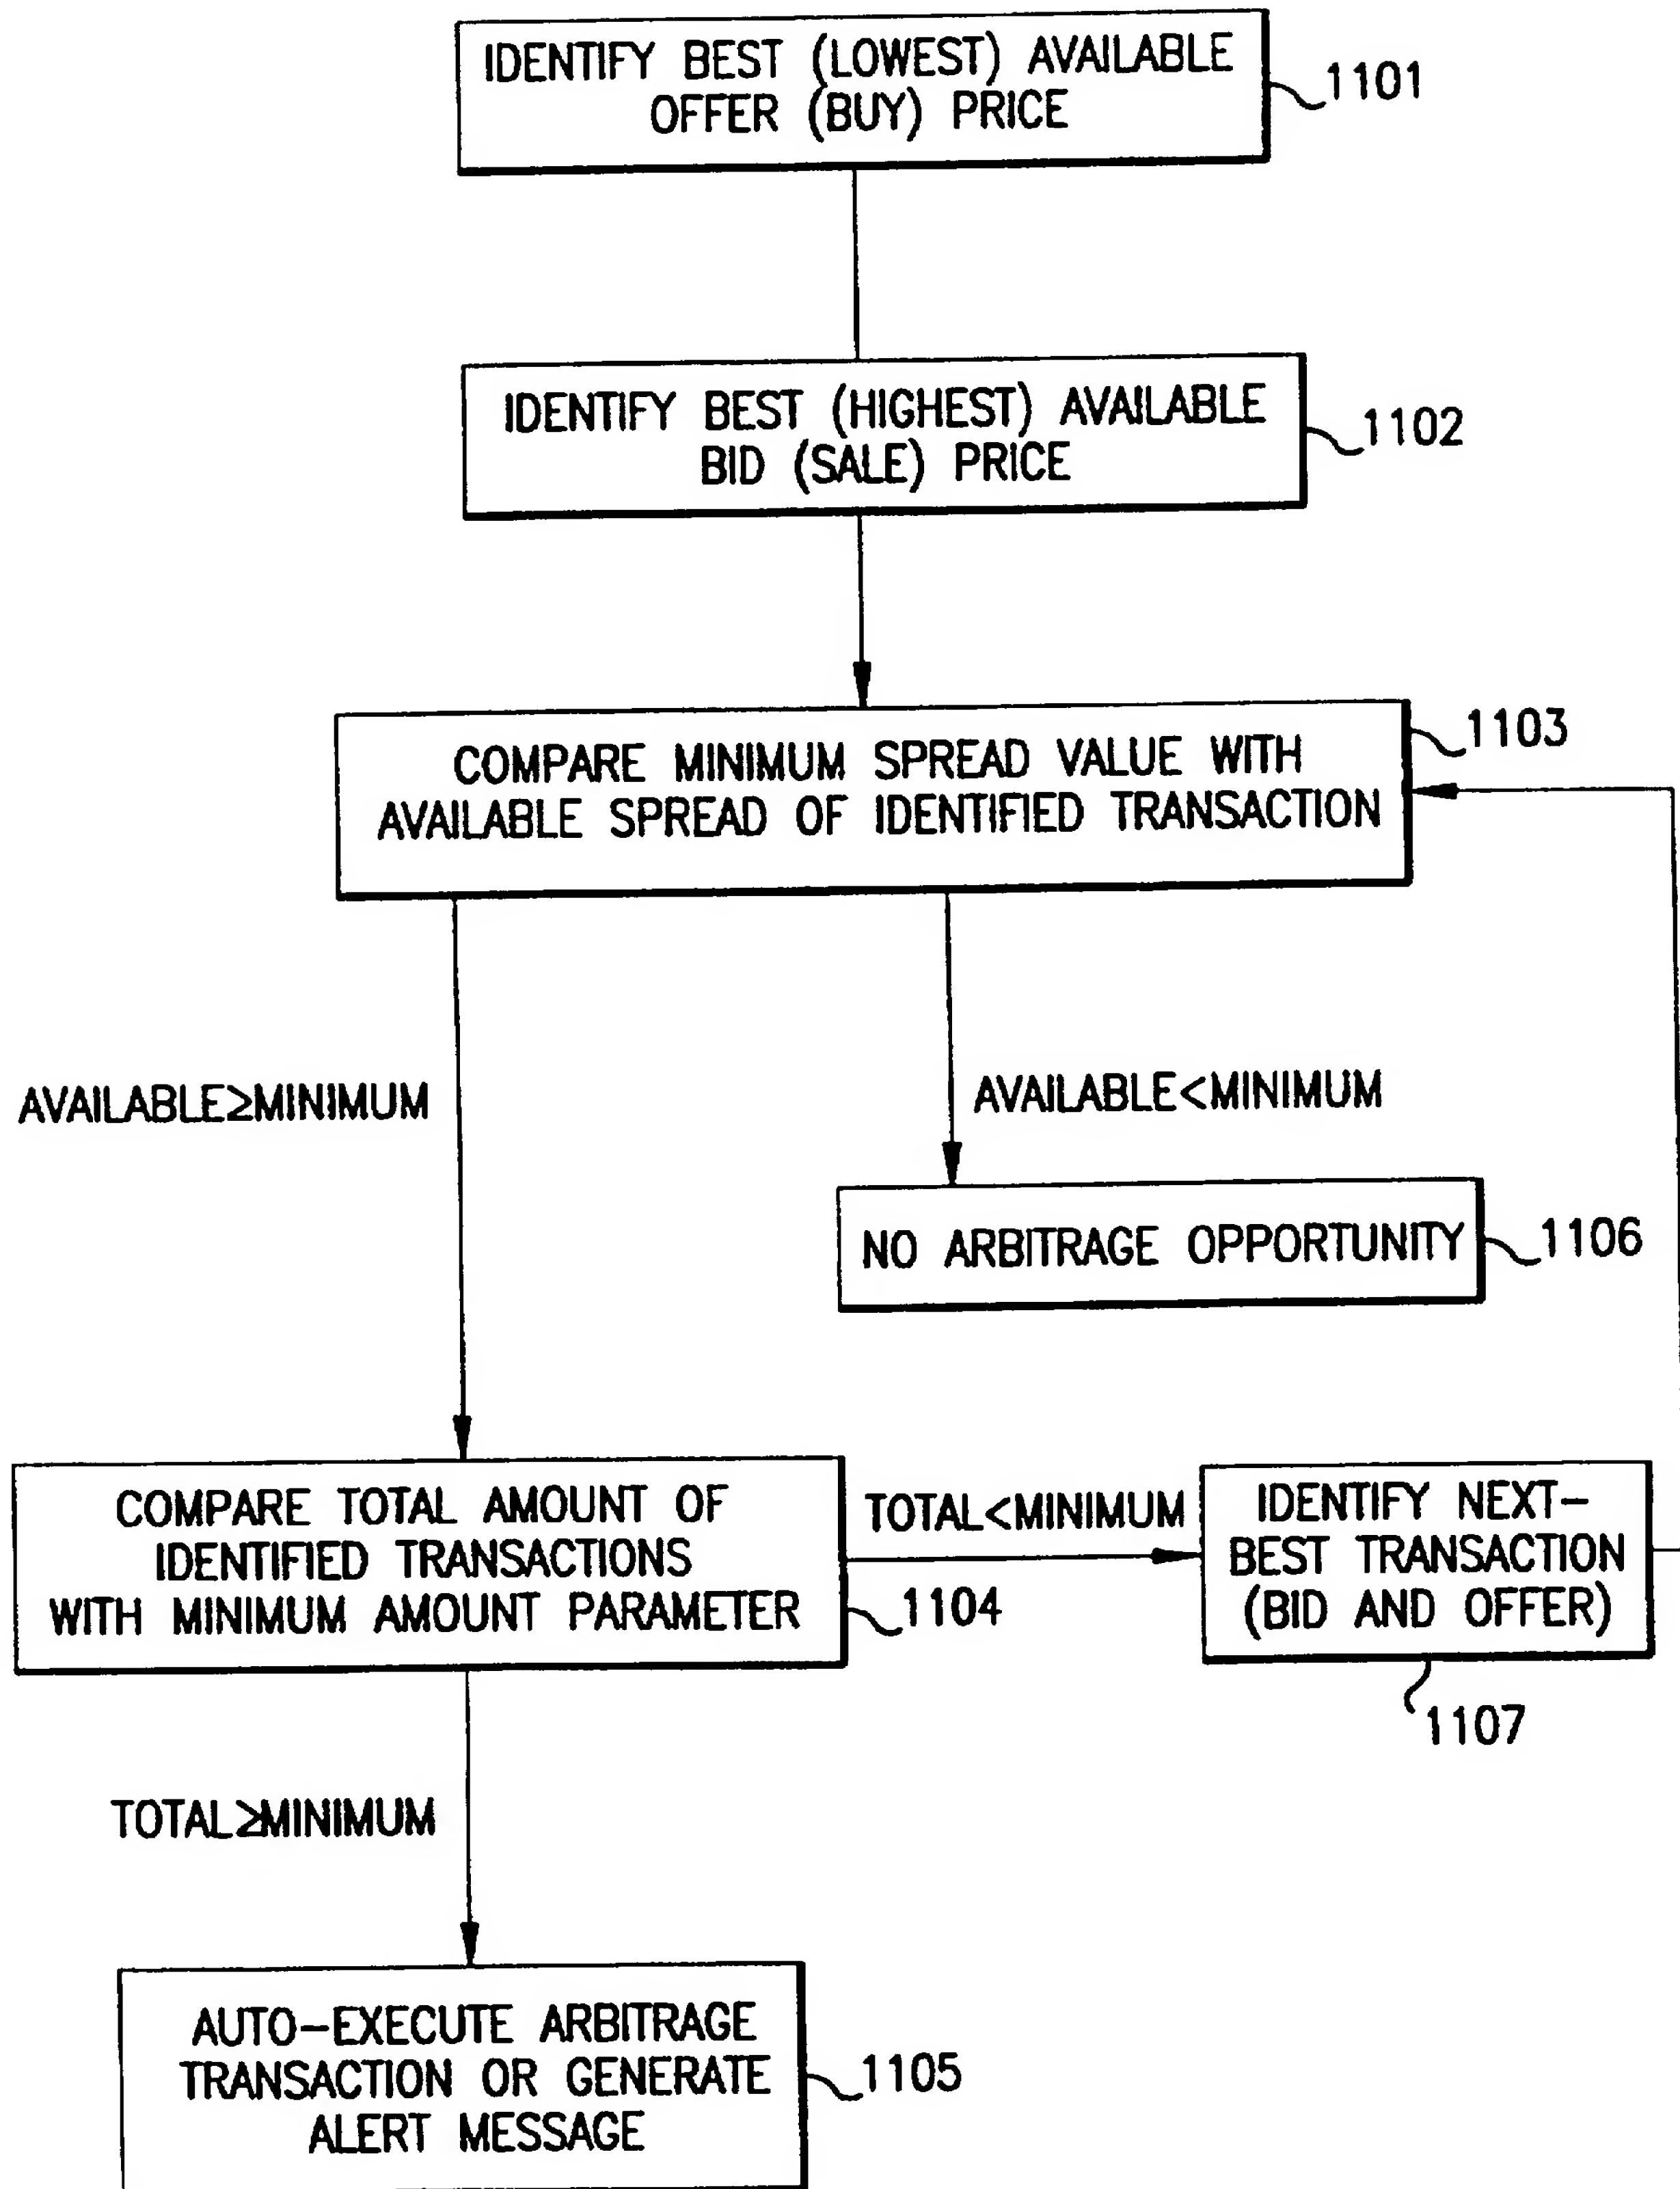 IDENTIFY BEST (LOWEST) AVAILABLE
OFFER (BUY) PRICE
1101
IDENTIFY BEST (HIGHEST) AVAILABLE
BID (SALE) PRICE
1102
COMPARE MINIMUM SPREAD VALUE WITH
AVAILABLE SPREAD OF IDENTIFIED TRANSACTION
1103
AVAILABLE≥MINIMUM
AVAILABLE<MINIMUM
NO ARBITRAGE OPPORTUNITY
1106
COMPARE TOTAL AMOUNT OF
IDENTIFIED TRANSACTIONS
WITH MINIMUM AMOUNT PARAMETER
1104
TOTAL<MINIMUM
IDENTIFY NEXT-
BEST TRANSACTION
(BID AND OFFER)
1107
TOTAL≥MINIMUM
AUTO-EXECUTE ARBITRAGE
TRANSACTION OR GENERATE
ALERT MESSAGE
1105